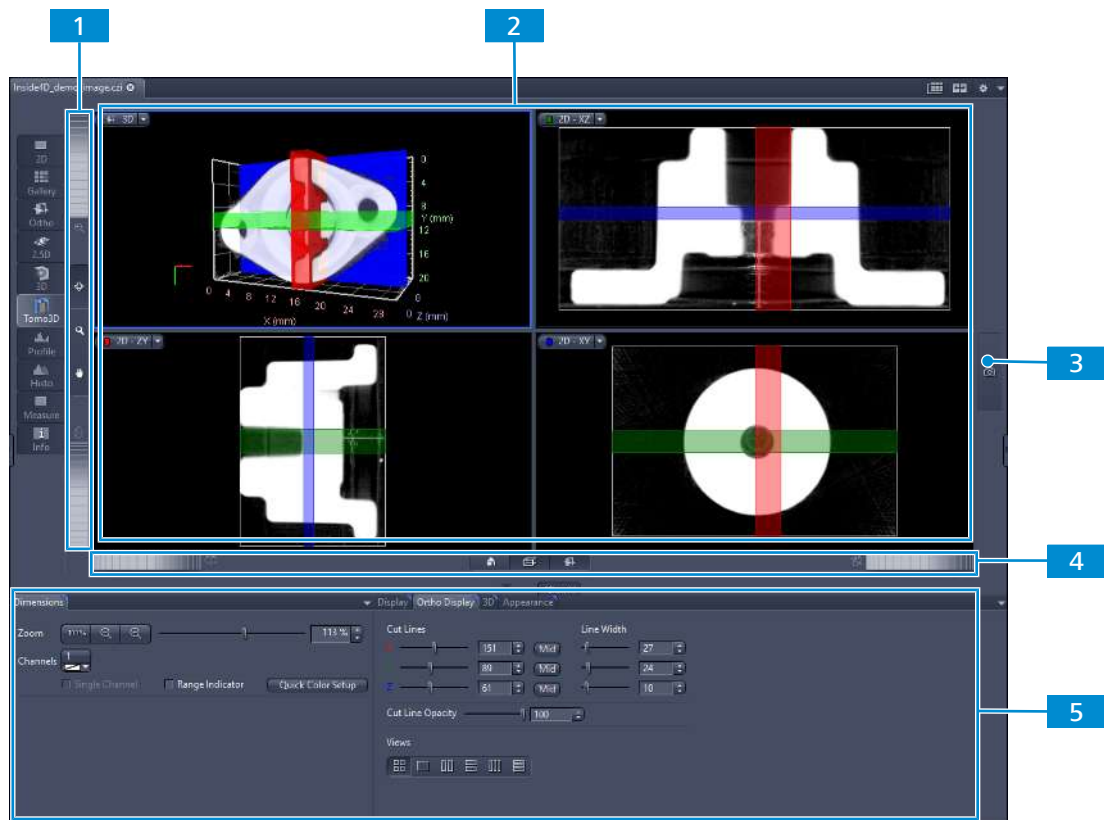 1
2
Inside4D_demo image.czi
3D
2D - XZ
2D
Gallery
Ortho
2.5D
3D
Tomo3D
Profile
Histo
Measure
Info
0
4
8
Y (mm)
12
16
20
0 4 8 12 16 20 24 28
X (mm)
0
0 Z (mm)
2D - ZY
2D - XY
3
4
Dimensions
Display Ortho Display 3D Appearance
Zoom
113 %
Channels
1
Single Channel
Range Indicator
Quick Color Setup
Cut Lines
Line Width
X
151
Mid
27
89
Mid
24
Z
61
Mid
10
Cut Line Opacity
100
Views
5